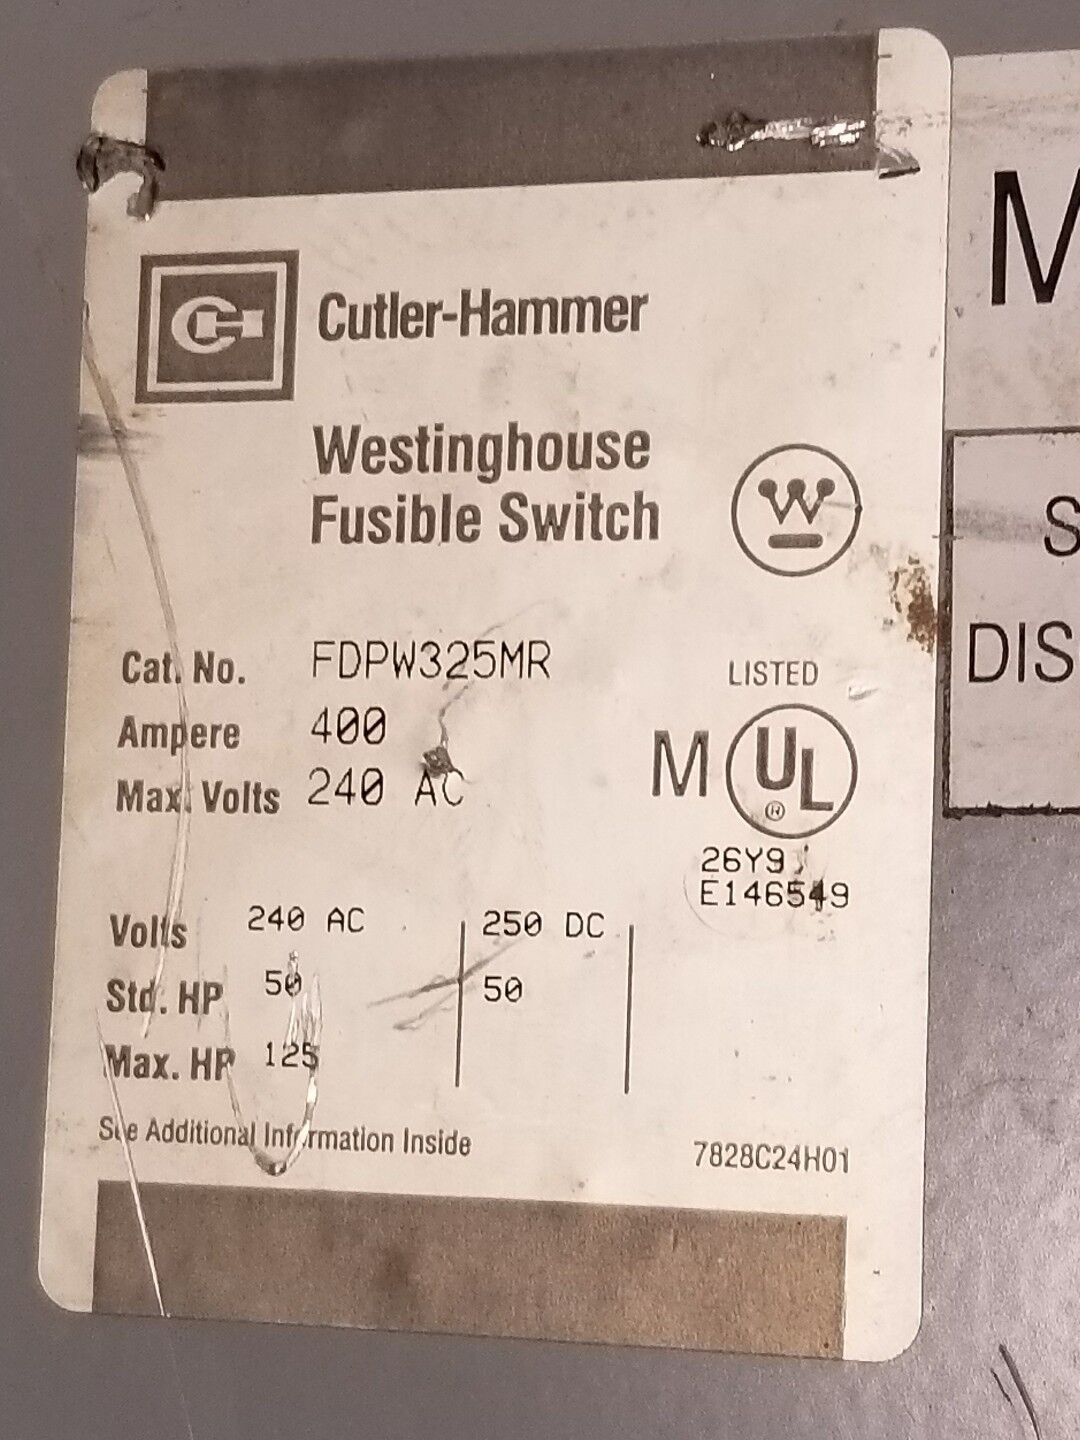 Cutler-Hammer
Westinghouse
Fusible Switch
Cat. No. FDPW325MR
Ampere 400
Max. Volts 240 AC
LISTED
M UL ®
26Y9
E146549
Volts 240 AC 250 DC
Std. HP 50 50
Max. HP 125
See Additional Information Inside
7828C24H01
M
S
DIS